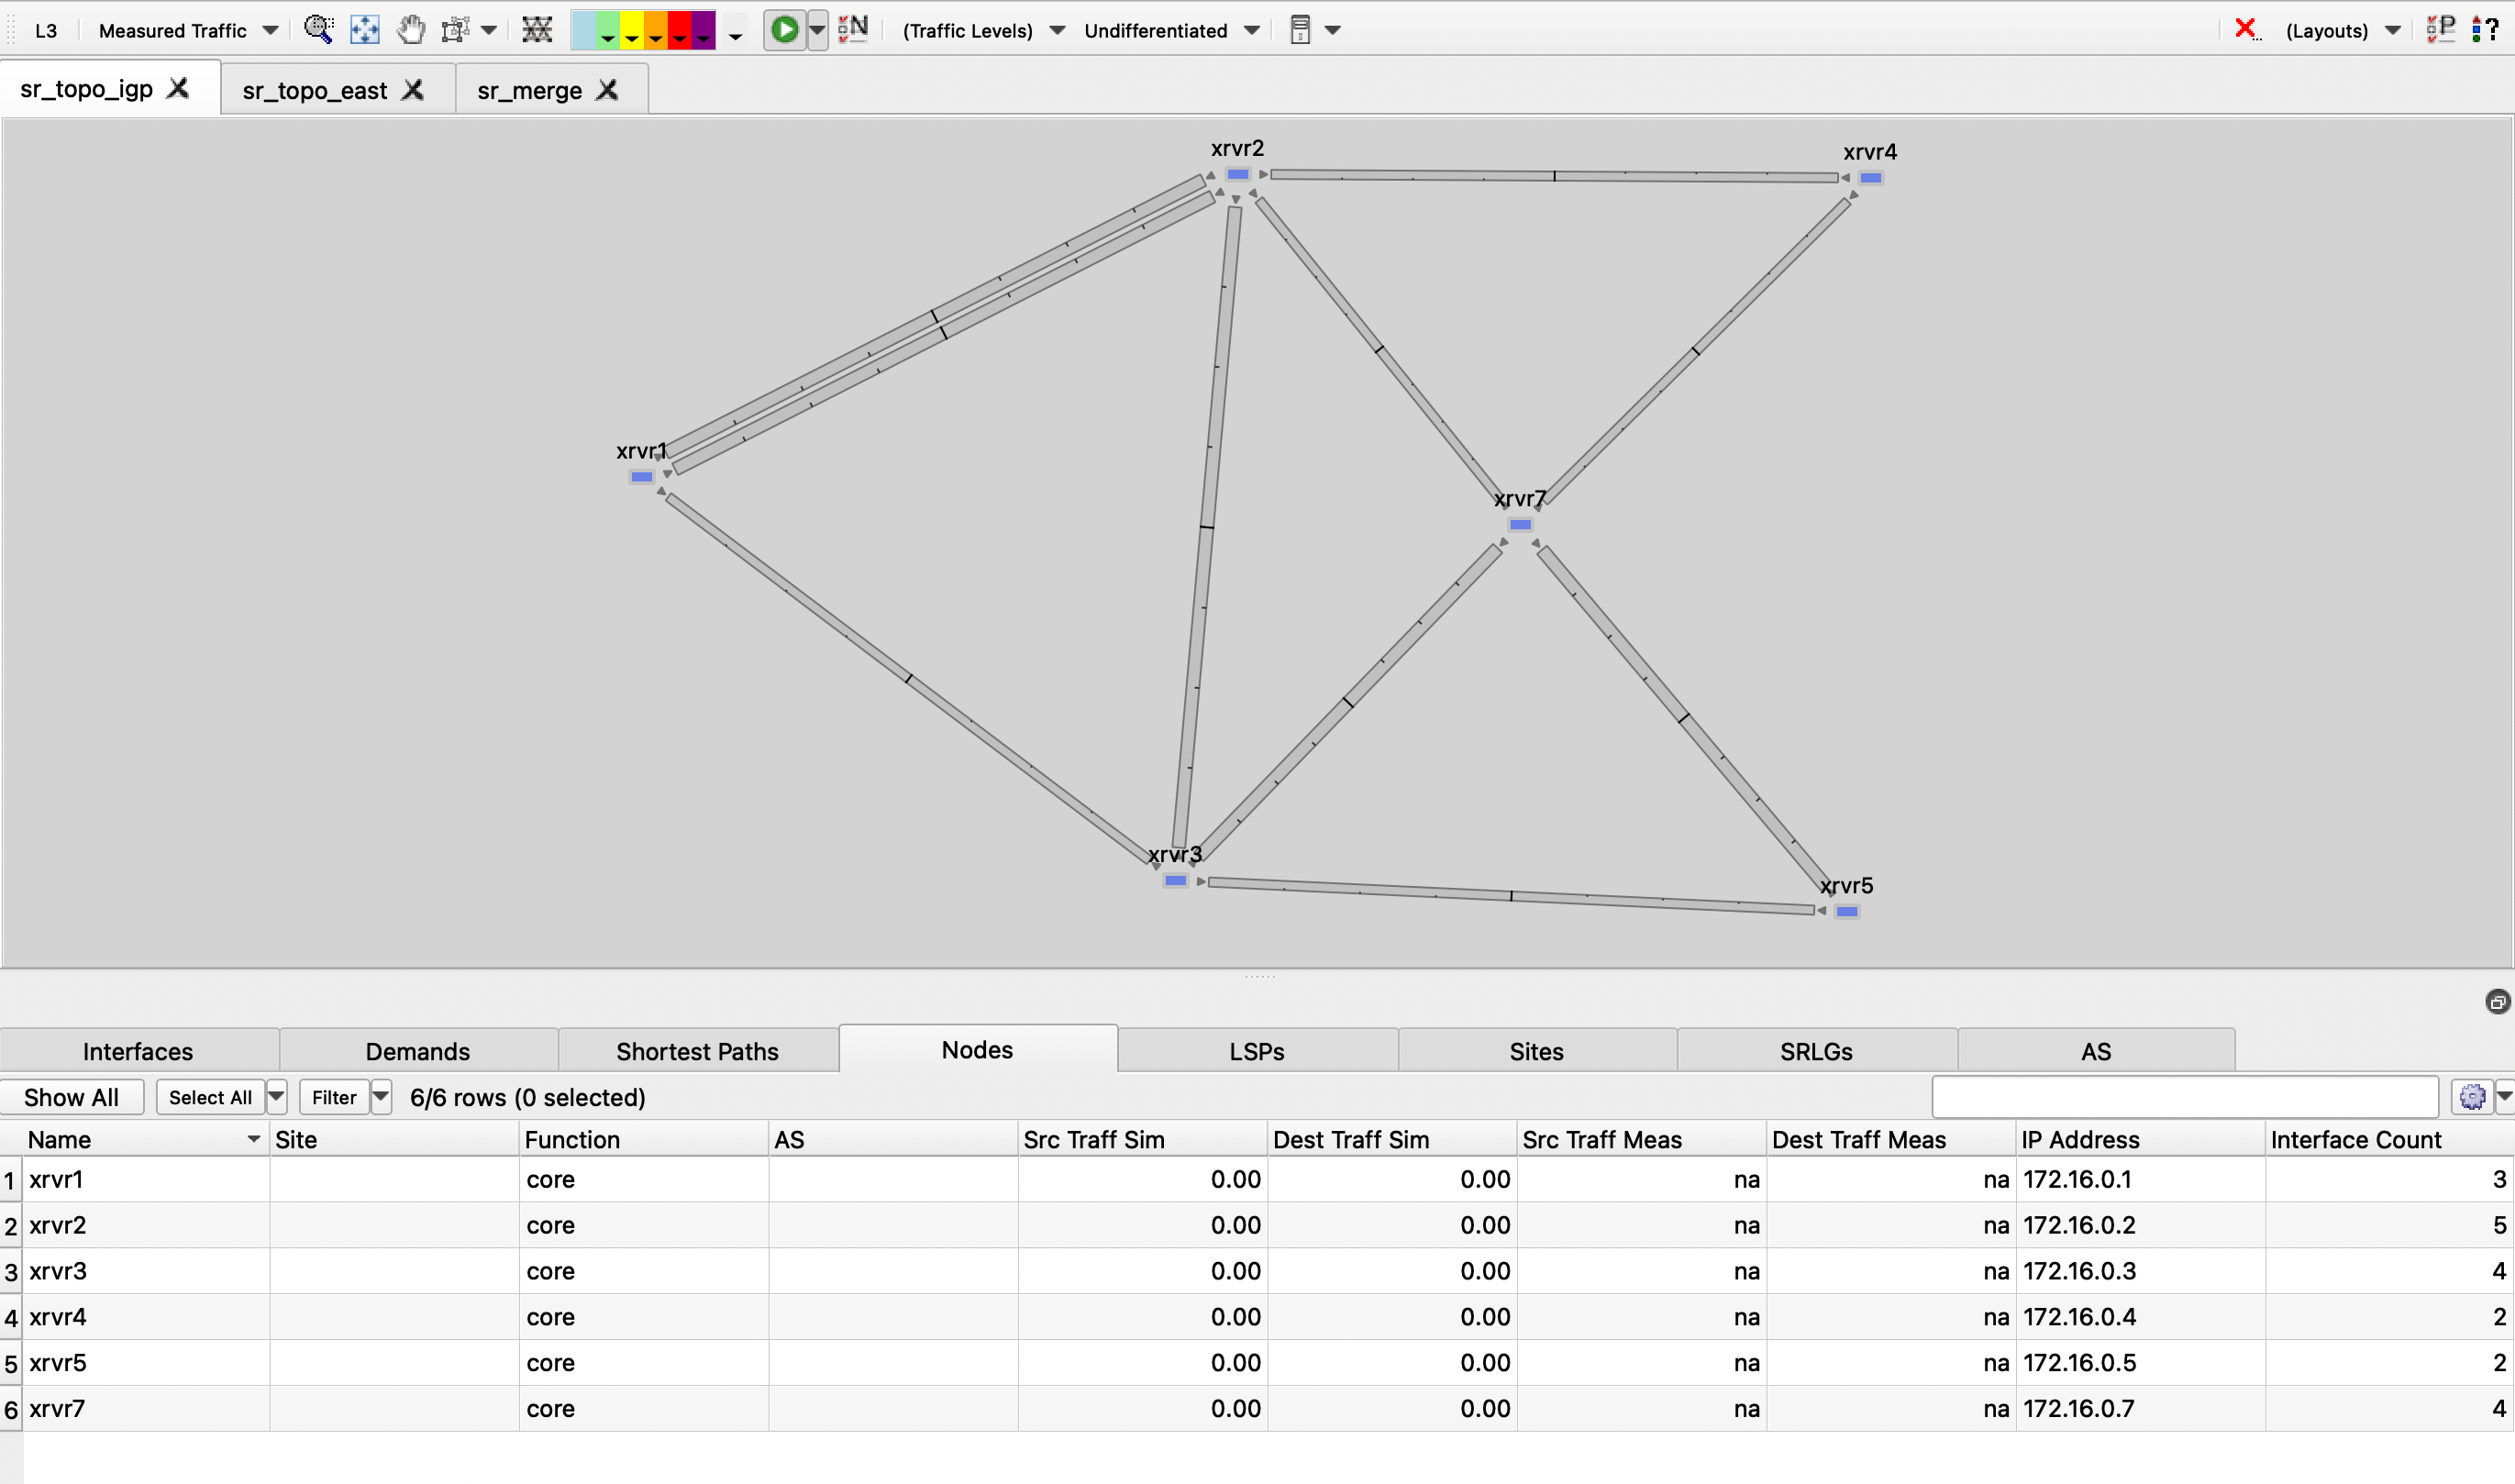 L3 Measured Traffic N (Traffic Levels) Undifferentiated (Layouts) P ?
sr_topo_igp sr_topo_east sr_merge
xrvr2
xrvr4
xrvr1
xrvr7
xrvr3
xrvr5
Interfaces Demands Shortest Paths Nodes LSPs Sites SRLGs AS
Show All Select All Filter 6/6 rows (0 selected)
Name Site Function AS Src Traff Sim Dest Traff Sim Src Traff Meas Dest Traff Meas IP Address Interface Count
1 xrvr1 core 0.00 0.00 na na 172.16.0.1 3
2 xrvr2 core 0.00 0.00 na na 172.16.0.2 5
3 xrvr3 core 0.00 0.00 na na 172.16.0.3 4
4 xrvr4 core 0.00 0.00 na na 172.16.0.4 2
5 xrvr5 core 0.00 0.00 na na 172.16.0.5 2
6 xrvr7 core 0.00 0.00 na na 172.16.0.7 4